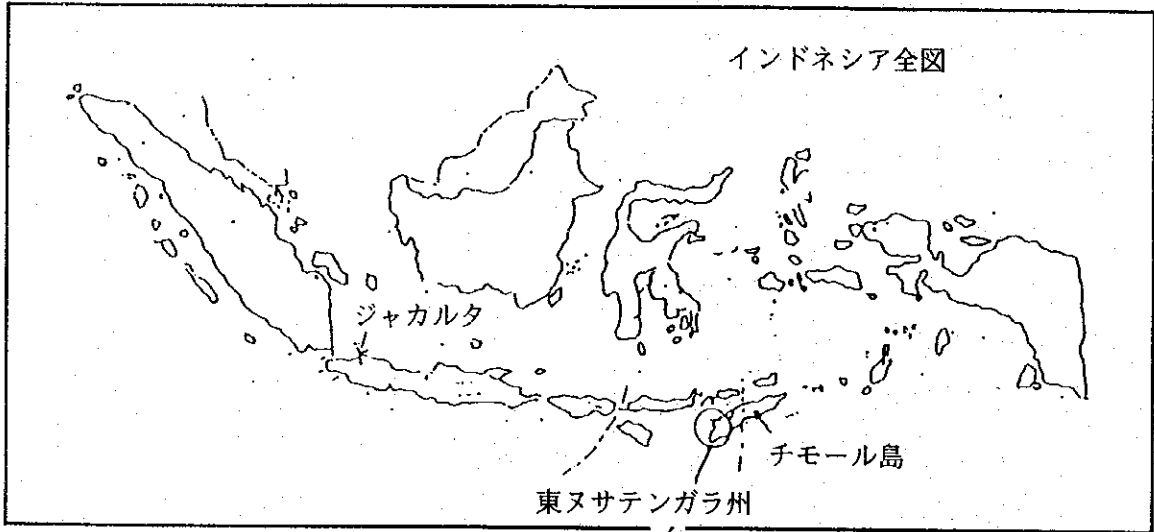 インドネシア全図
ジャカルタ
チモール島
東ヌサテンガラ州